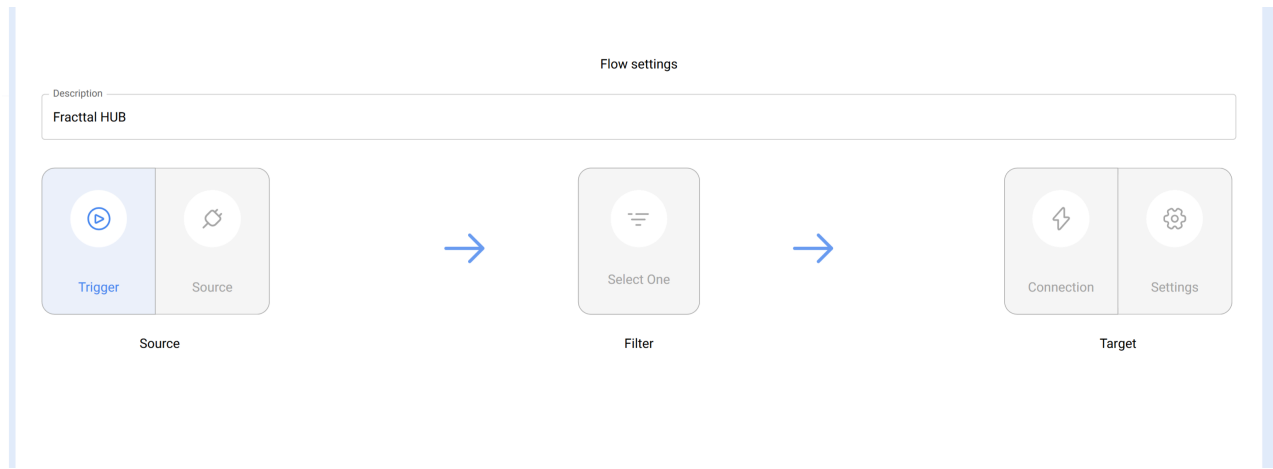 Flow settings
Description
Fracttal HUB
Trigger
Source
Select One
Connection
Settings
Source
Filter
Target